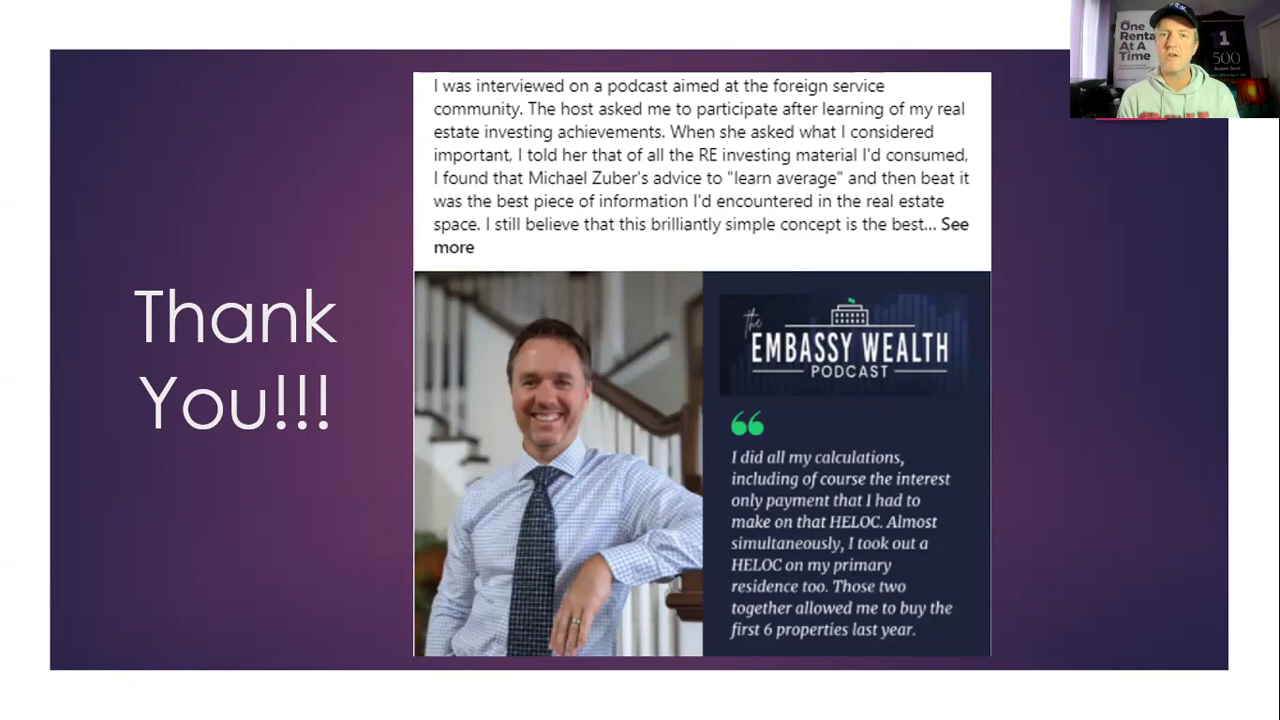 Thank
You!!!
I was interviewed on a podcast aimed at the foreign service
community. The host asked me to participate after learning of my real
estate investing achievements. When she asked what I considered
important, I told her that of all the RE investing material I'd consumed,
I found that Michael Zuber's advice to "learn average" and then beat it
was the best piece of information I'd encountered in the real estate
space. I still believe that this brilliantly simple concept is the best... See
more
the
EMBASSY WEALTH
PODCAST
“
I did all my calculations,
including of course the interest
only payment that I had to
make on that HELOC. Almost
simultaneously, I took out a
HELOC on my primary
residence too. Those two
together allowed me to buy the
first 6 properties last year.
One
Renta
At A
Time
1
500